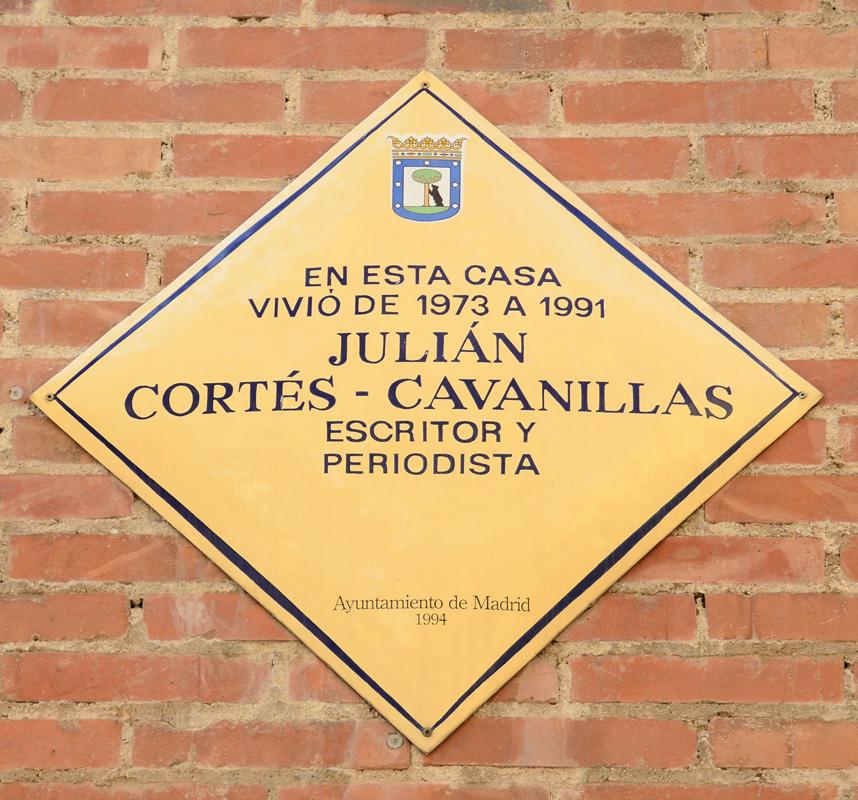 EN ESTA CASA
VIVIÓ DE 1973 A 1991
JULIÁN
CORTÉS - CAVANILLAS
ESCRITOR Y
PERIODISTA
Ayuntamiento de Madrid
1994